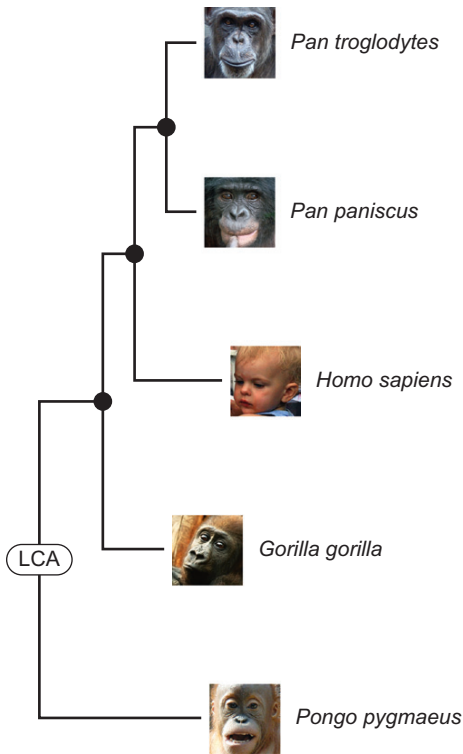 Pan troglodytes
Pan paniscus
Homo sapiens
Gorilla gorilla
LCA
Pongo pygmaeus